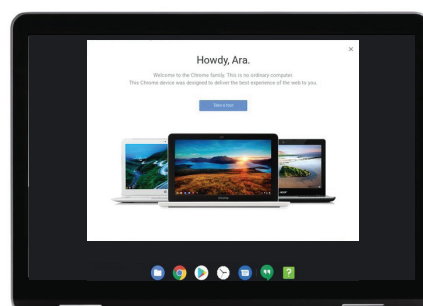 Howdy, Ara.
Welcome to the Chrome family. This is no ordinary computer.
This Chrome device was designed to deliver the best experience of the web to you.
Take a tour
acer